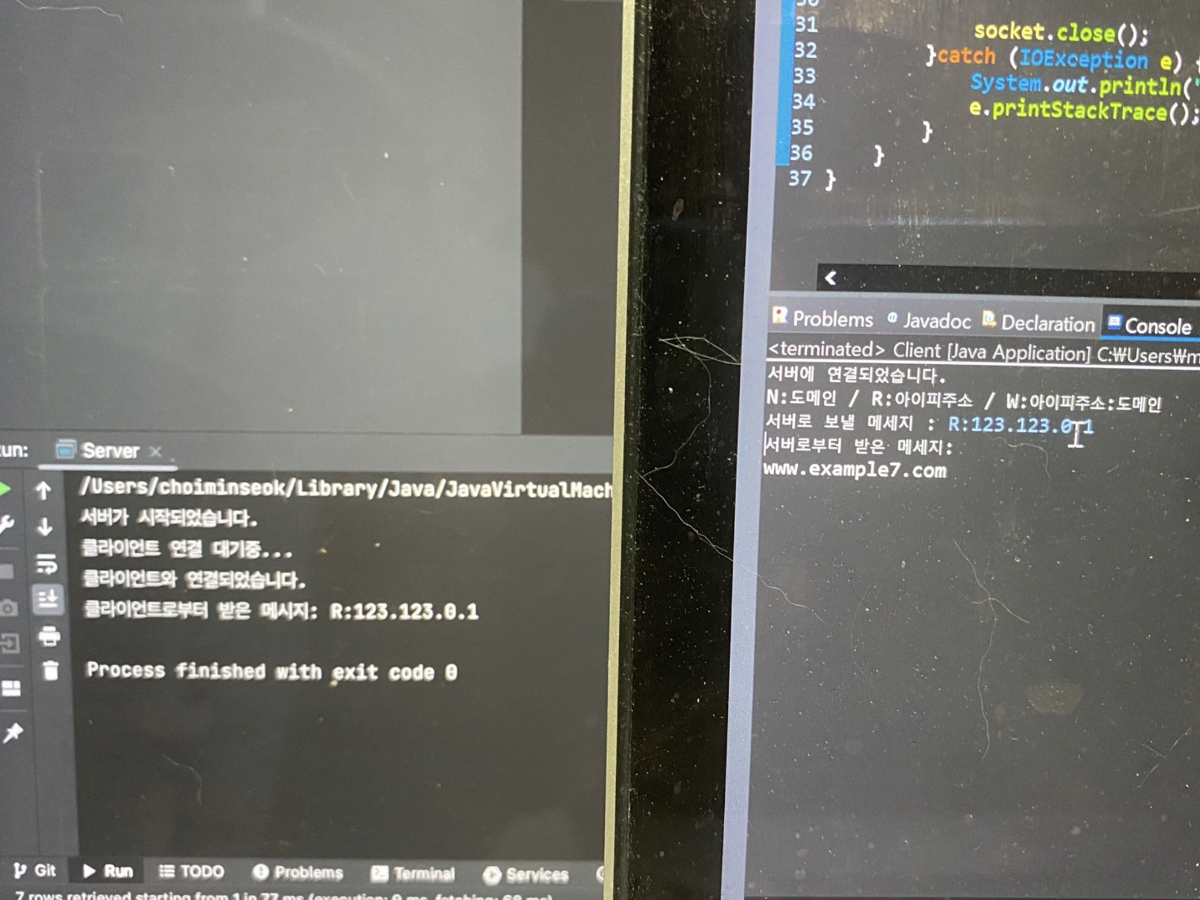 un:
Server
/Users/choiminseok/Library/Java/JavaVirtualMach
서버가 시작되었습니다.
클라이언트 연결 대기중...
클라이언트와 연결되었습니다.
클라이언트로부터 받은 메시지: R:123.123.0.1
Process finished with exit code 0
Git Run TODO Problems Terminal Services
7 rows retrieved starting from 1 in 77 ms
31 socket.close();
32 }catch (IOException e) {
33 System.out.println("
34 e.printStackTrace();
35 }
36 }
37 }
Problems Javadoc Declaration Console
<terminated> Client [Java Application] C:₩Users₩m
서버에 연결되었습니다.
N:도메인 / R:아이피주소 / W:아이피주소:도메인
서버로 보낼 메세지 : R:123.123.0.1
서버로부터 받은 메세지:
www.example7.com